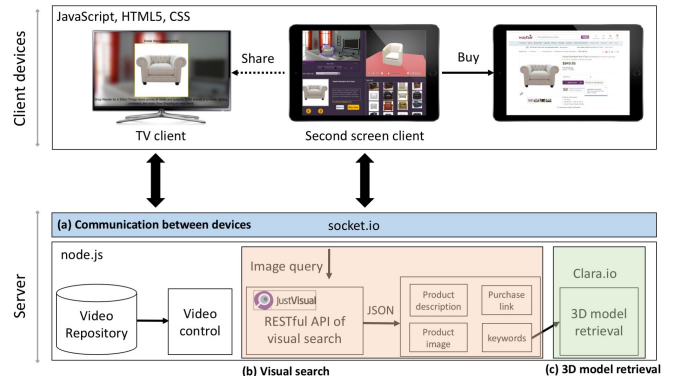 JavaScript, HTML5, CSS
Client devices
Share
Buy
TV client
Second screen client
(a) Communication between devices
socket.io
Server
node.js
Video
Repository
Video
control
Image query
JustVisual
RESTful API of
visual search
JSON
Product
description
Purchase
link
Product
image
keywords
Clara.io
3D model
retrieval
(b) Visual search
(c) 3D model retrieval